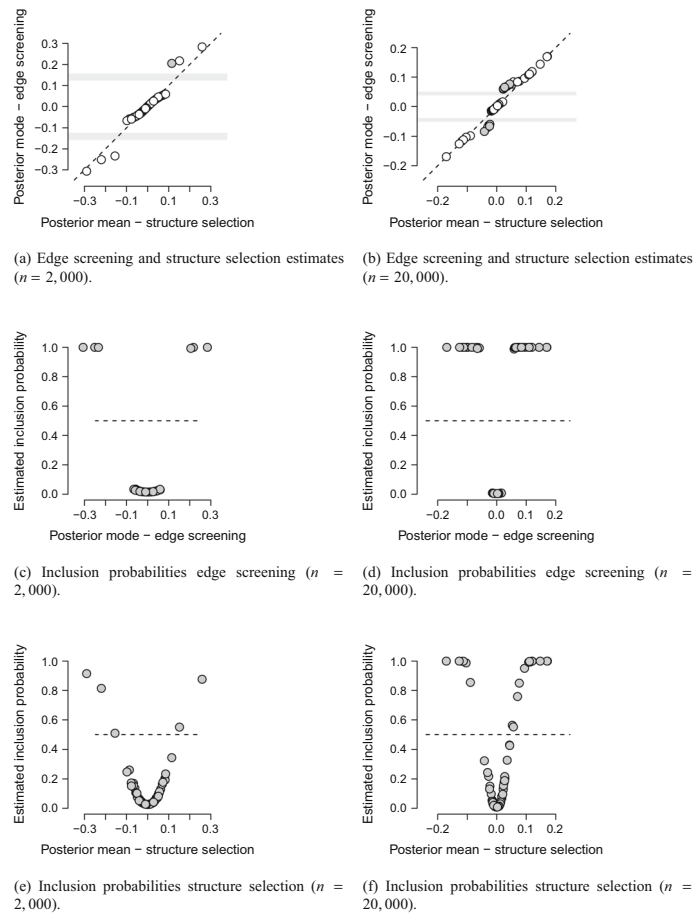 Posterior mode − edge screening
0.3
0.2
0.1
0.0
−0.1
−0.2
−0.3
−0.3 −0.1 0.1 0.3
Posterior mean − structure selection
(a) Edge screening and structure selection estimates
(n = 2, 000).
Posterior mode − edge screening
0.2
0.1
0.0
−0.1
−0.2
−0.2 0.0 0.1 0.2
Posterior mean − structure selection
(b) Edge screening and structure selection estimates
(n = 20, 000).
Estimated inclusion probability
1.0
0.8
0.6
0.4
0.2
0.0
−0.3 −0.1 0.1 0.3
Posterior mode − edge screening
(c) Inclusion probabilities edge screening (n =
2, 000).
Estimated inclusion probability
1.0
0.8
0.6
0.4
0.2
0.0
−0.2 0.0 0.1 0.2
Posterior mode − edge screening
(d) Inclusion probabilities edge screening (n =
20, 000).
Estimated inclusion probability
1.0
0.8
0.6
0.4
0.2
0.0
−0.3 −0.1 0.1 0.3
Posterior mean − structure selection
(e) Inclusion probabilities structure selection (n =
2, 000).
Estimated inclusion probability
1.0
0.8
0.6
0.4
0.2
0.0
−0.2 0.0 0.1 0.2
Posterior mean − structure selection
(f) Inclusion probabilities structure selection (n =
20, 000).